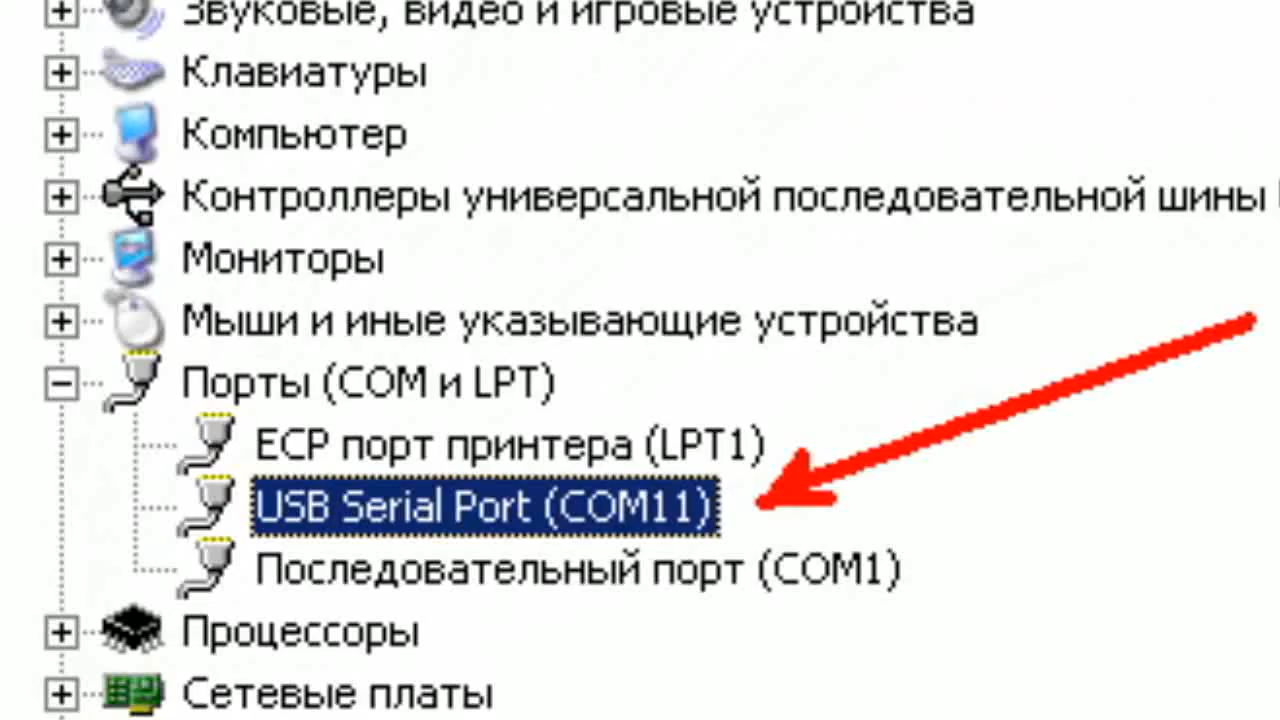 Звуковые, видео и игровые устройства
Клавиатуры
Компьютер
Контроллеры универсальной последовательной шины
Мониторы
Мыши и иные указывающие устройства
Порты (COM и LPT)
ECP порт принтера (LPT1)
USB Serial Port (COM11)
Последовательный порт (COM1)
Процессоры
Сетевые платы